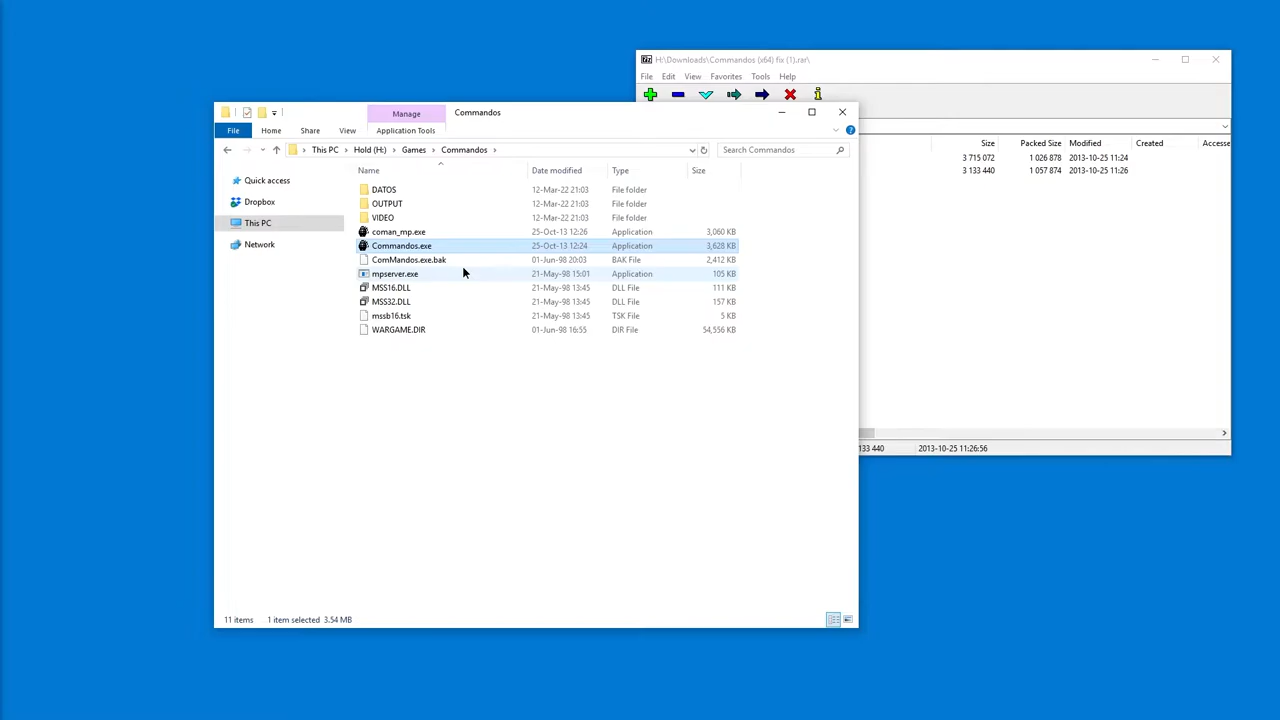 H:\Downloads\Commandos (x64) fix (1).rar\
File Edit View Favorites Tools Help
Manage Commandos
File Home Share View Application Tools
This PC Hold (H:) Games Commandos Search Commandos
Name Date modified Type Size
Quick access
Dropbox
This PC
Network
DATOS 12-Mar-22 21:03 File folder
OUTPUT 12-Mar-22 21:03 File folder
VIDEO 12-Mar-22 21:03 File folder
coman_mp.exe 25-Oct-13 12:26 Application 3,060 KB
Commandos.exe 25-Oct-13 12:24 Application 3,628 KB
ComMandos.exe.bak 01-Jun-98 20:03 BAK File 2,412 KB
mpserver.exe 21-May-98 15:01 Application 105 KB
MSS16.DLL 21-May-98 13:45 DLL File 111 KB
MSS32.DLL 21-May-98 13:45 DLL File 157 KB
mssb16.tsk 21-May-98 13:45 TSK File 5 KB
WARGAME.DIR 01-Jun-98 16:55 DIR File 54,556 KB
11 items 1 item selected 3.54 MB
Size Packed Size Modified Created Accesse
3 715 072 1 026 878 2013-10-25 11:24
3 133 440 1 057 874 2013-10-25 11:26
133 440 2013-10-25 11:26:56